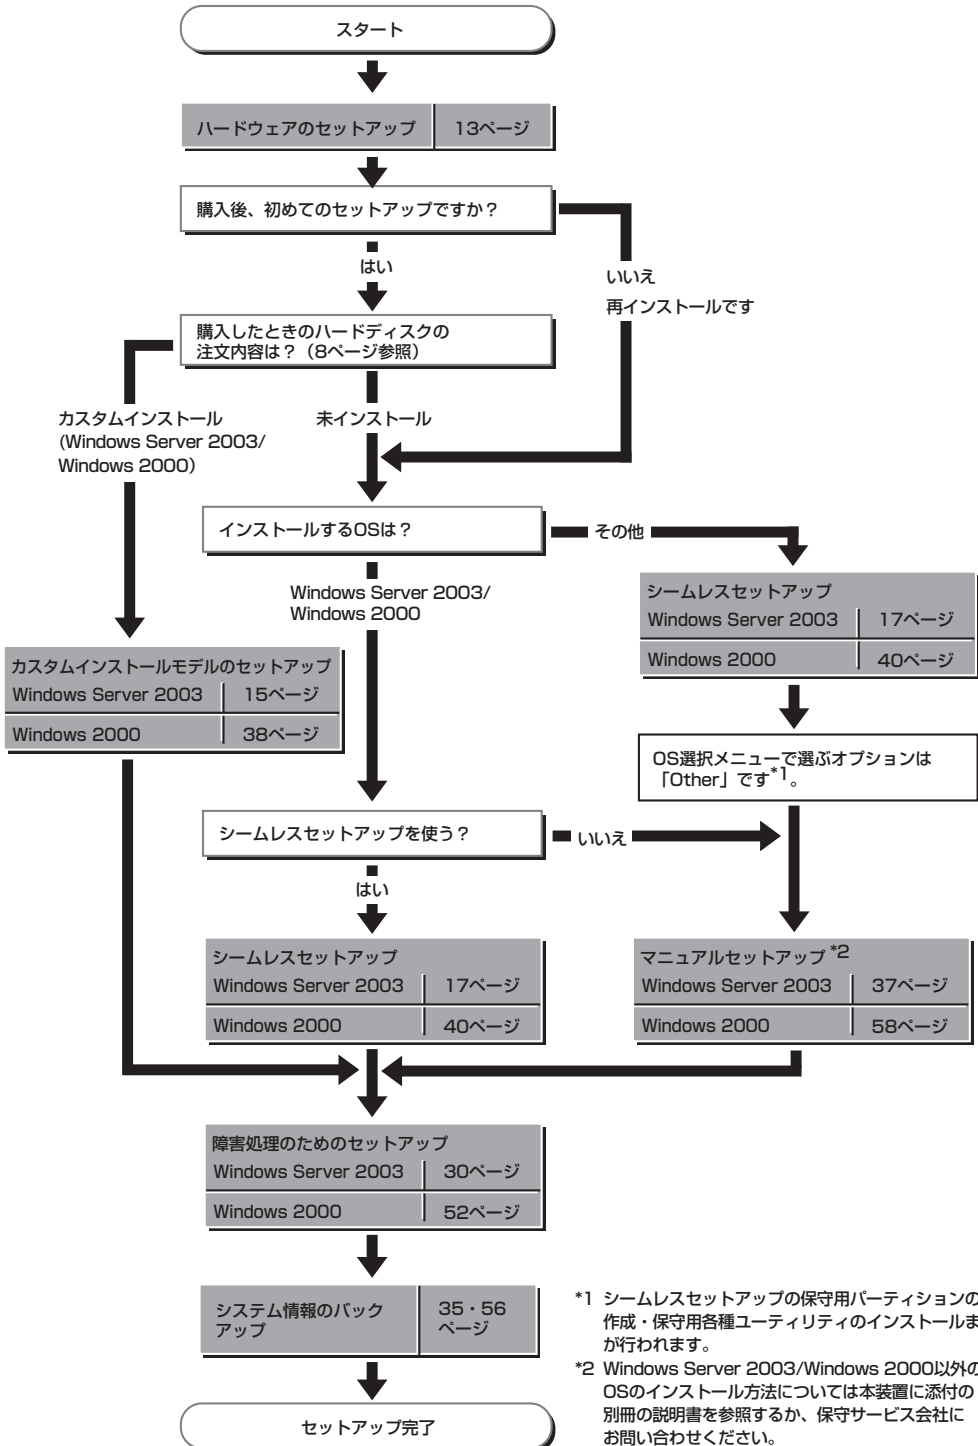 スタート
ハードウェアのセットアップ 13ページ
購入後、初めてのセットアップですか？
はい
いいえ
再インストールです
購入したときのハードディスクの
注文内容は？（8ページ参照）
カスタムインストール
(Windows Server 2003/
Windows 2000)
未インストール
インストールするOSは？
その他
Windows Server 2003/
Windows 2000
シームレスセットアップ
Windows Server 2003 17ページ
Windows 2000 40ページ
カスタムインストールモデルのセットアップ
Windows Server 2003 15ページ
Windows 2000 38ページ
OS選択メニューで選ぶオプションは
「Other」です*1。
シームレスセットアップを使う？
いいえ
はい
シームレスセットアップ
Windows Server 2003 17ページ
Windows 2000 40ページ
マニュアルセットアップ*2
Windows Server 2003 37ページ
Windows 2000 58ページ
障害処理のためのセットアップ
Windows Server 2003 30ページ
Windows 2000 52ページ
システム情報のバック
アップ
35・56
ページ
セットアップ完了
*1 シームレスセットアップの保守用パーティションの
作成・保守用各種ユーティリティのインストールま
が行われます。
*2 Windows Server 2003/Windows 2000以外の
OSのインストール方法については本装置に添付の
別冊の説明書を参照するか、保守サービス会社に
お問い合わせください。